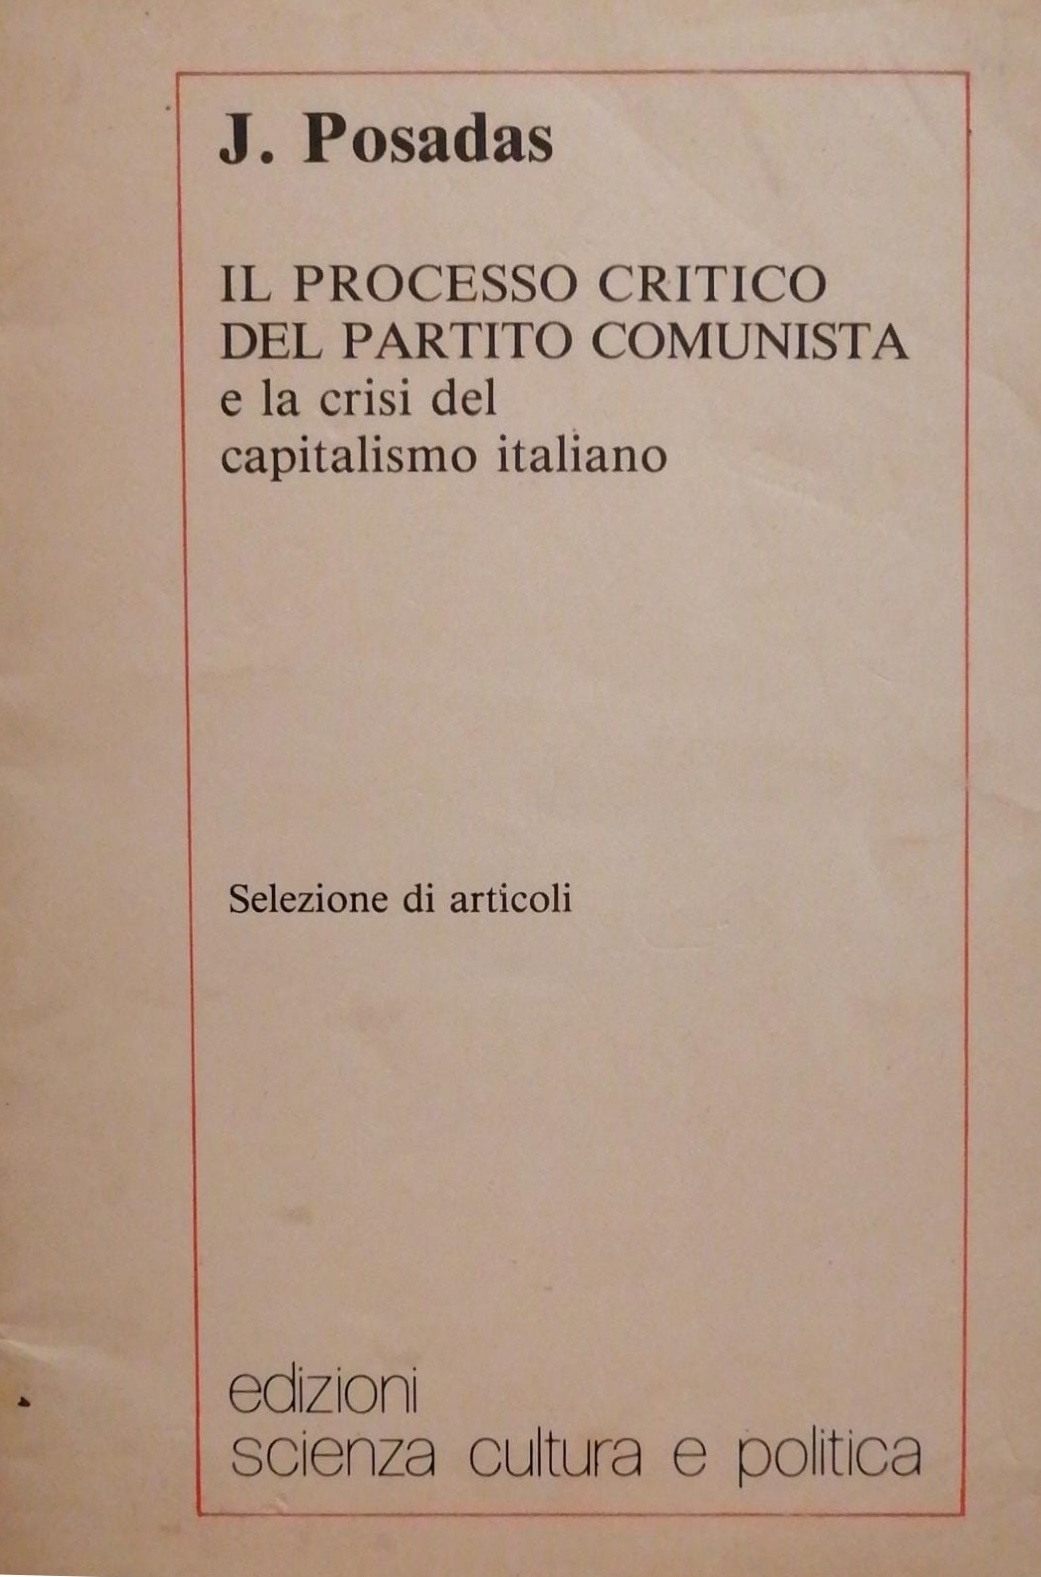 J. Posadas
IL PROCESSO CRITICO
DEL PARTITO COMUNISTA
e la crisi del
capitalismo italiano
Selezione di articoli
edizioni
scienza cultura e politica